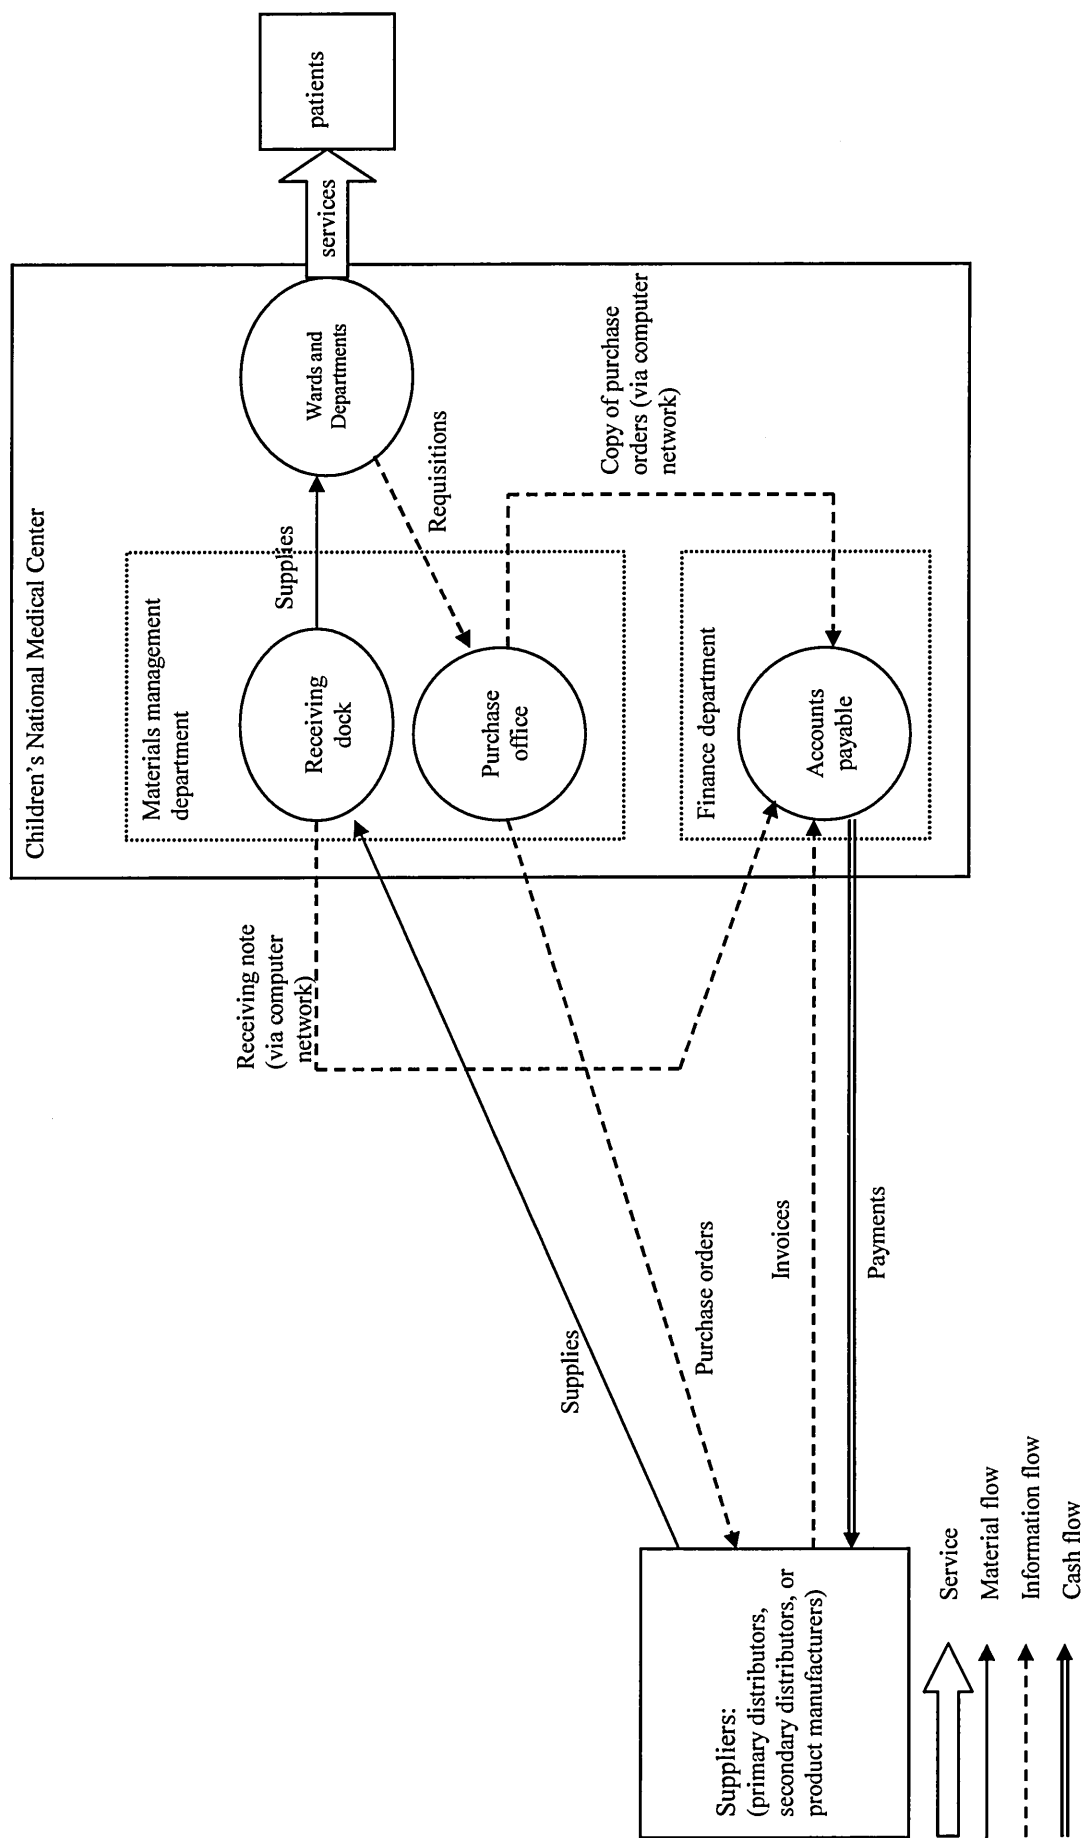 Children's National Medical Center
Materials management
department
Receiving
dock
Supplies
Wards and
Departments
services
patients
Requisitions
Purchase
office
Copy of purchase
orders (via computer
network)
Finance department
Accounts
payable
Receiving note
(via computer
network)
Supplies
Purchase orders
Invoices
Payments
Suppliers:
(primary distributors,
secondary distributors, or
product manufacturers)
Service
Material flow
Information flow
Cash flow